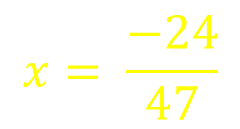 x = -24/47